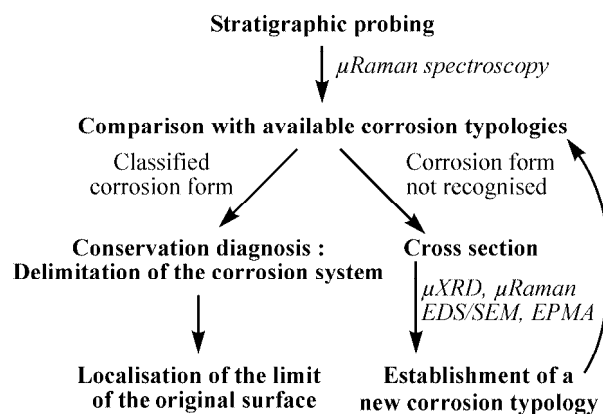 Stratigraphic probing
µRaman spectroscopy
Comparison with available corrosion typologies
Classified
corrosion form
Corrosion form
not recognised
Conservation diagnosis :
Delimitation of the corrosion system
Cross section
µXRD, µRaman
EDS/SEM, EPMA
Localisation of the limit
of the original surface
Establishment of a
new corrosion typology